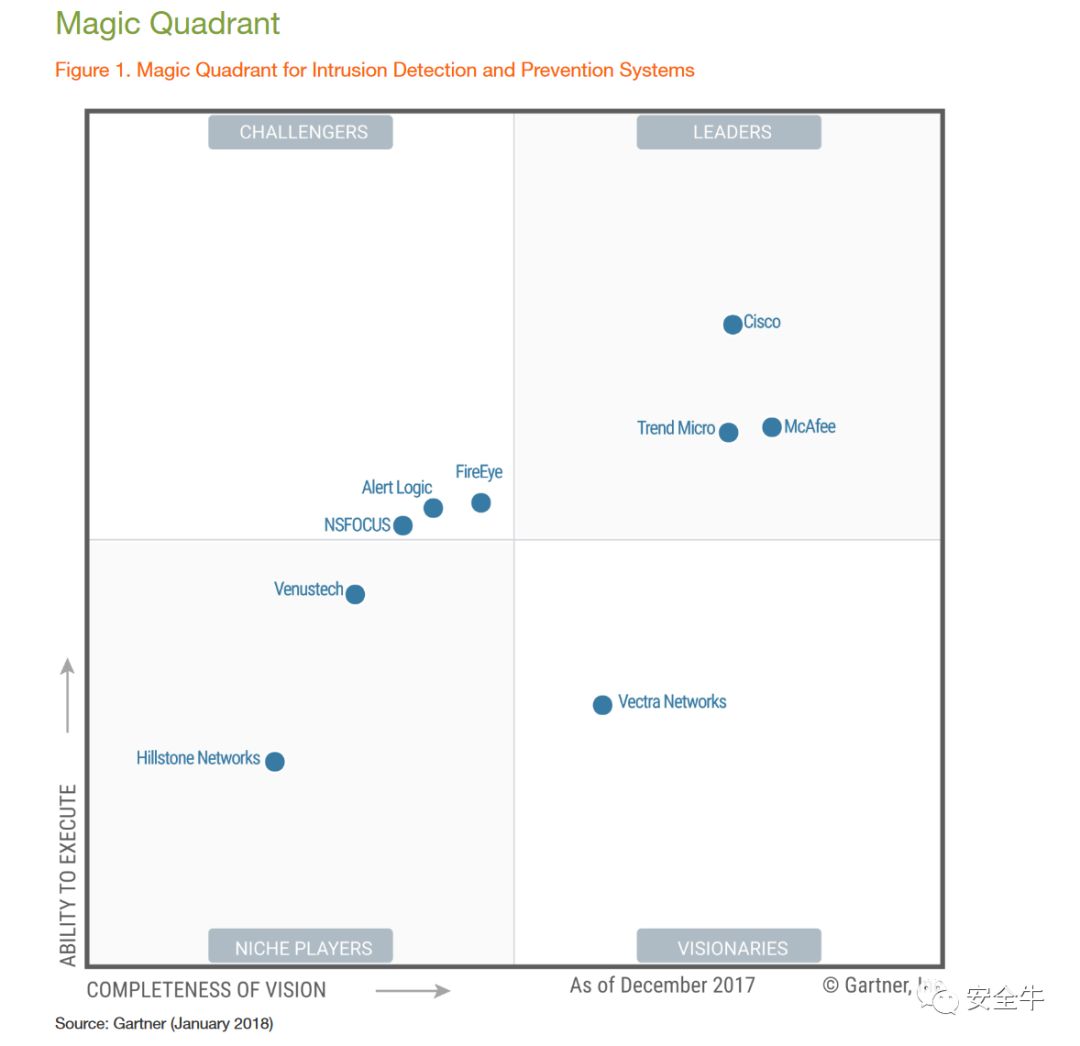 Magic Quadrant
Figure 1. Magic Quadrant for Intrusion Detection and Prevention Systems
CHALLENGERS
LEADERS
Cisco
Trend Micro
McAfee
FireEye
Alert Logic
NSFOCUS
Venustech
Vectra Networks
Hillstone Networks
ABILITY TO EXECUTE
NICHE PLAYERS
VISIONARIES
COMPLETENESS OF VISION
As of December 2017
© Gartner,
安全牛
Source: Gartner (January 2018)